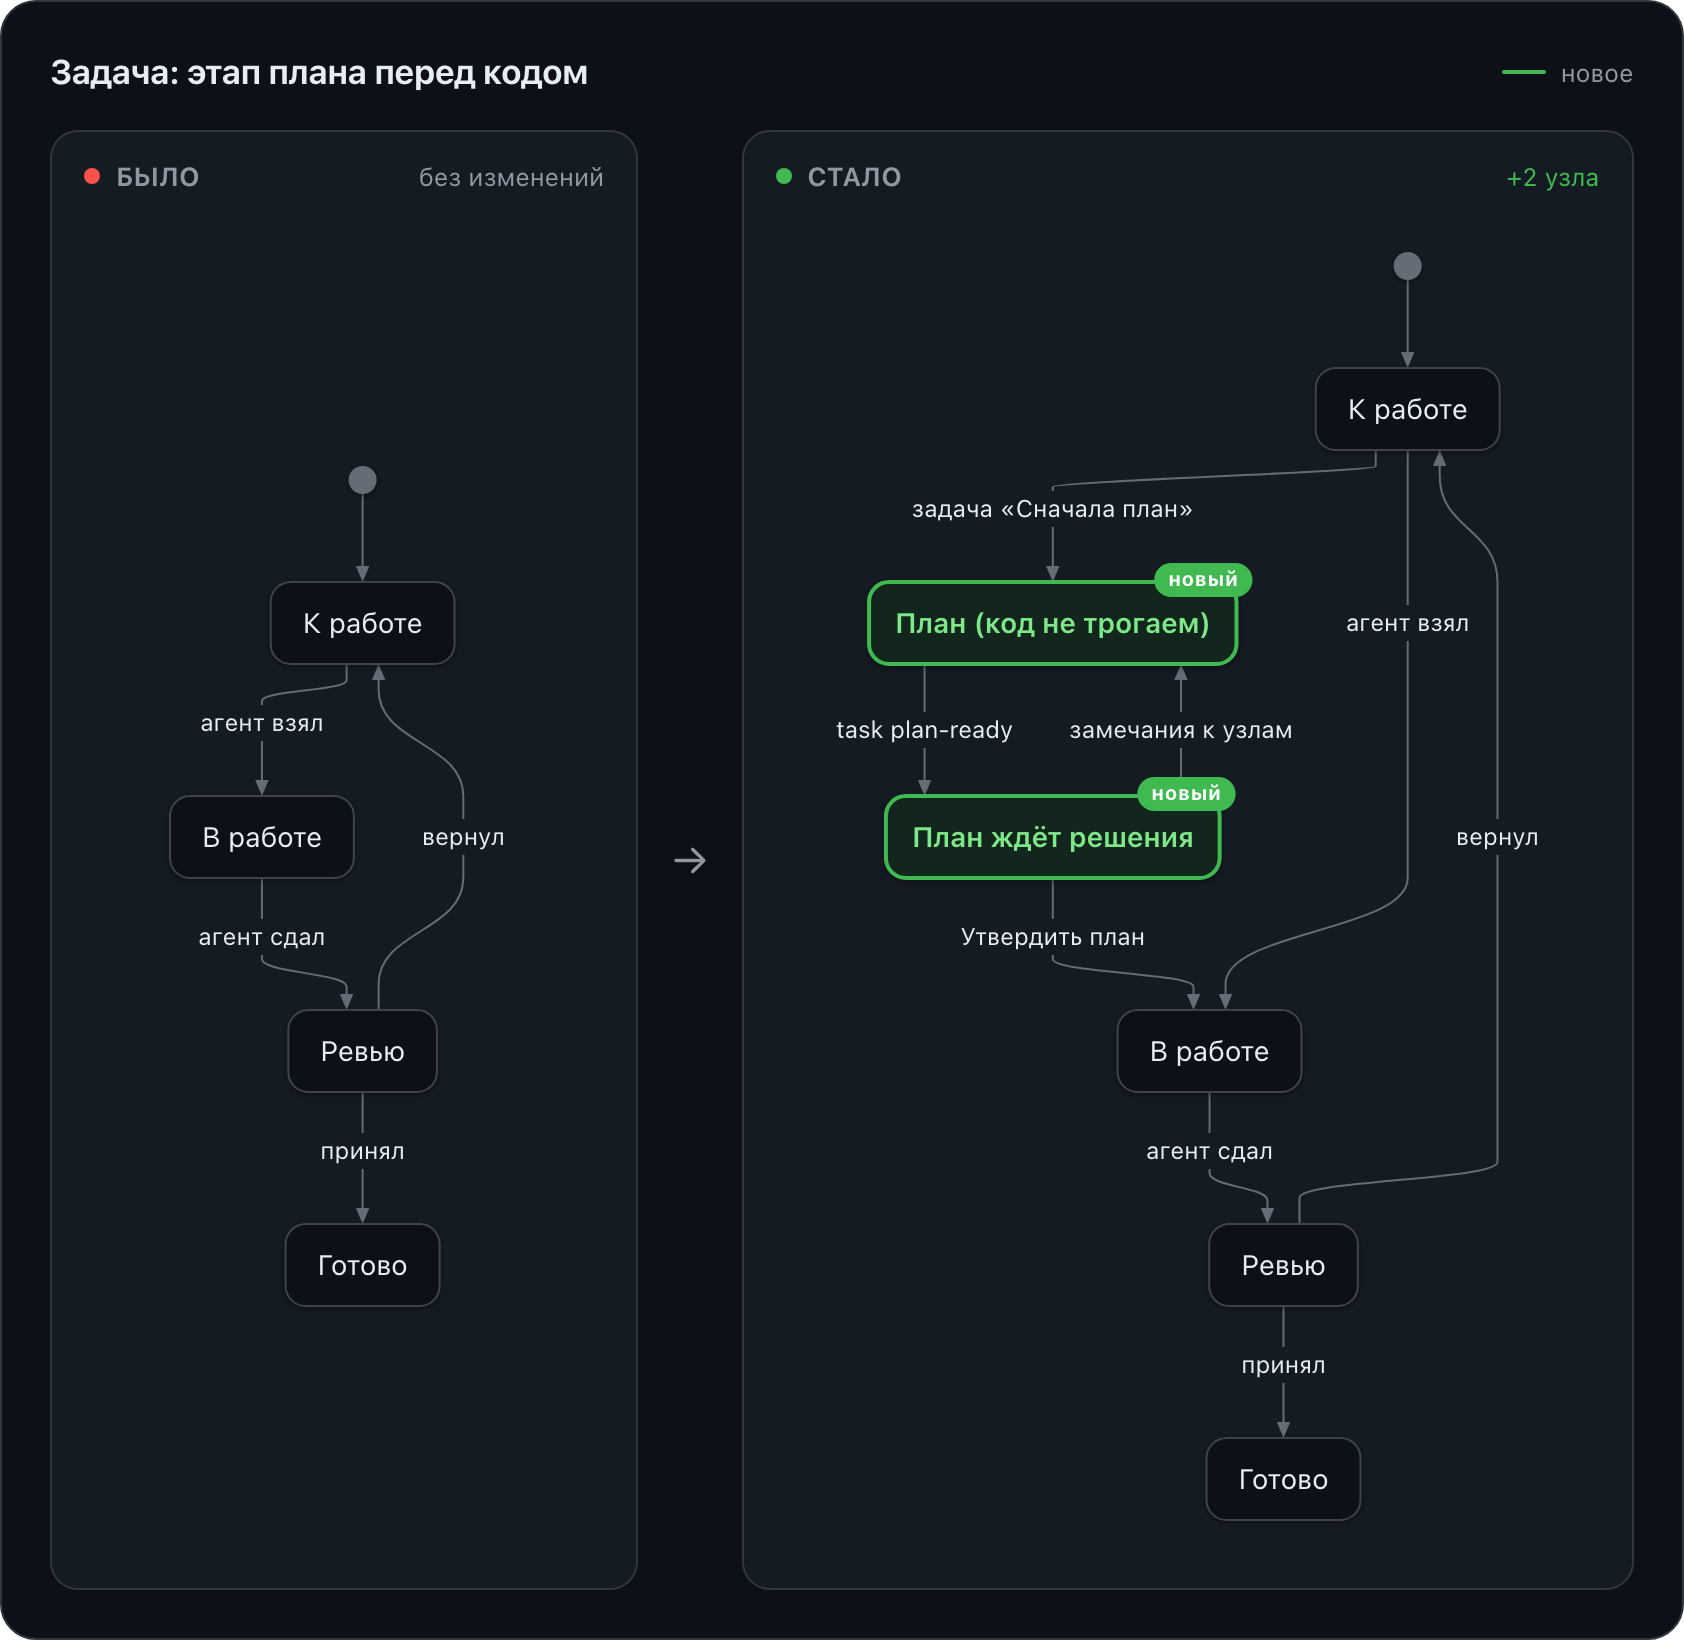 Задача: этап плана перед кодом
новое
БЫЛО
без изменений
К работе
агент взял
В работе
вернул
агент сдал
Ревью
принял
Готово
СТАЛО
+2 узла
К работе
задача «Сначала план»
новый
План (код не трогаем)
агент взял
task plan-ready
замечания к узлам
новый
План ждёт решения
вернул
Утвердить план
В работе
агент сдал
Ревью
принял
Готово